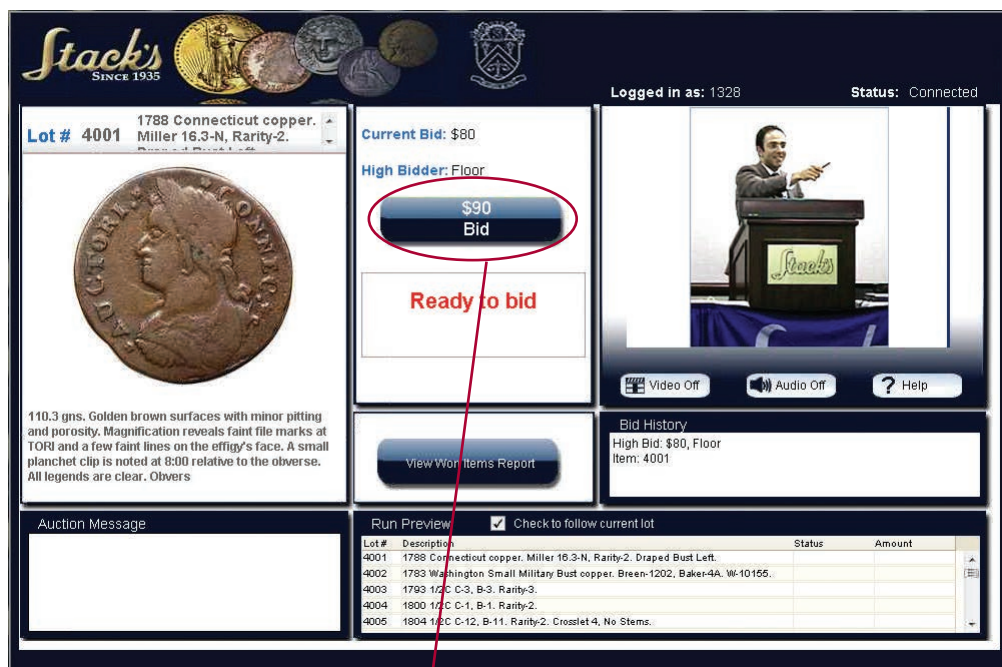 Stack's
SINCE 1935
Logged in as: 1328 Status: Connected
Lot # 4001
1788 Connecticut copper.
Miller 16.3-N, Rarity-2.
Draped Bust Left.
AUCTORI. CONNEC.
110.3 gns. Golden brown surfaces with minor pitting
and porosity. Magnification reveals faint file marks at
TORI and a few faint lines on the effigy's face. A small
planchet clip is noted at 8:00 relative to the obverse.
All legends are clear. Obvers
Current Bid: $80
High Bidder: Floor
$90
Bid
Ready to bid
View Won Items Report
Stack's
Video Off Audio Off ? Help
Bid History
High Bid: $80, Floor
Item: 4001
Auction Message
Run Preview Check to follow current lot
Lot # Description Status Amount
4001 1788 Connecticut copper. Miller 16.3-N, Rarity-2. Draped Bust Left.
4002 1783 Washington Small Military Bust copper. Breen-1202, Baker-4A. W-10155.
4003 1793 1/2C C-3, B-3. Rarity-3.
4004 1800 1/2C C-1, B-1. Rarity-2.
4005 1804 1/2C C-12, B-11. Rarity-2. Crosslet 4, No Stems.